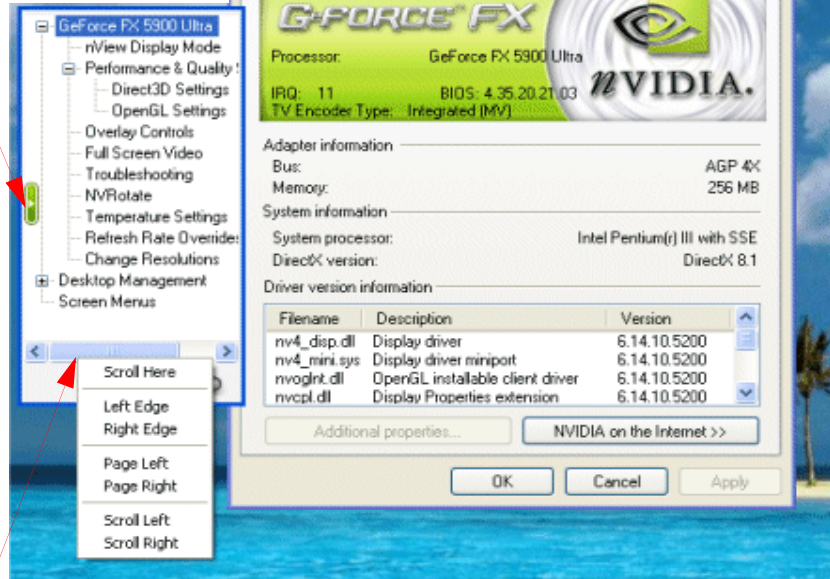 GeForce FX 5900 Ultra
nView Display Mode
Performance & Quality
Direct3D Settings
OpenGL Settings
Overlay Controls
Full Screen Video
Troubleshooting
NVRotate
Temperature Settings
Refresh Rate Overrides
Change Resolutions
Desktop Management
Screen Menus
Scroll Here
Left Edge
Right Edge
Page Left
Page Right
Scroll Left
Scroll Right
GEFORCE FX
Processor: GeForce FX 5900 Ultra
IRQ: 11 BIOS: 4.35.20.21.03
TV Encoder Type: Integrated (MV)
nVIDIA.
Adapter information
Bus: AGP 4X
Memory: 256 MB
System information
System processor: Intel Pentium(r) III with SSE
DirectX version: DirectX 8.1
Driver version information
Filename Description Version
nv4_disp.dll Display driver 6.14.10.5200
nv4_mini.sys Display driver miniport 6.14.10.5200
nvoglnt.dll OpenGL installable client driver 6.14.10.5200
nvcpl.dll Display Properties extension 6.14.10.5200
Additional properties... NVIDIA on the Internet >>
OK Cancel Apply